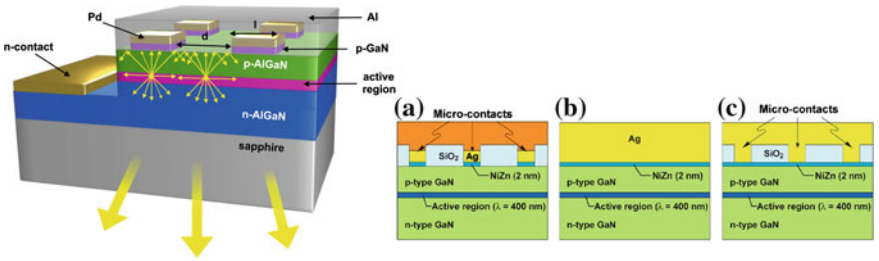 Pd
l
Al
d
n-contact
p-GaN
p-AlGaN
active
region
n-AlGaN
sapphire
(a)
Micro-contacts
SiO2
Ag
NiZn (2 nm)
p-type GaN
Active region (λ = 400 nm)
n-type GaN
(b)
Ag
NiZn (2 nm)
p-type GaN
Active region (λ = 400 nm)
n-type GaN
(c)
Micro-contacts
SiO2
NiZn (2 nm)
p-type GaN
Active region (λ = 400 nm)
n-type GaN